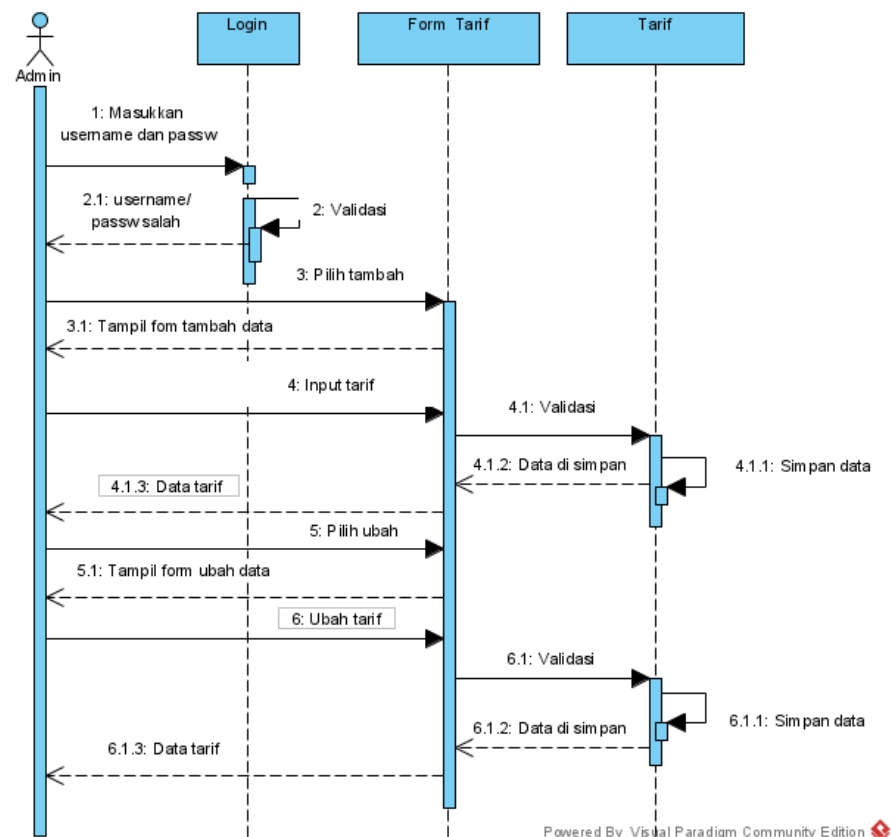 Login
Form Tarif
Tarif
Admin
1: Masukkan
username dan passw
2.1: username/
passw salah
2: Validasi
3: Pilih tambah
3.1: Tampil fom tambah data
4: Input tarif
4.1: Validasi
4.1.2: Data di simpan
4.1.1: Simpan data
4.1.3: Data tarif
5: Pilih ubah
5.1: Tampil form ubah data
6: Ubah tarif
6.1: Validasi
6.1.2: Data di simpan
6.1.1: Simpan data
6.1.3: Data tarif
Powered By Visual Paradigm Community Edition